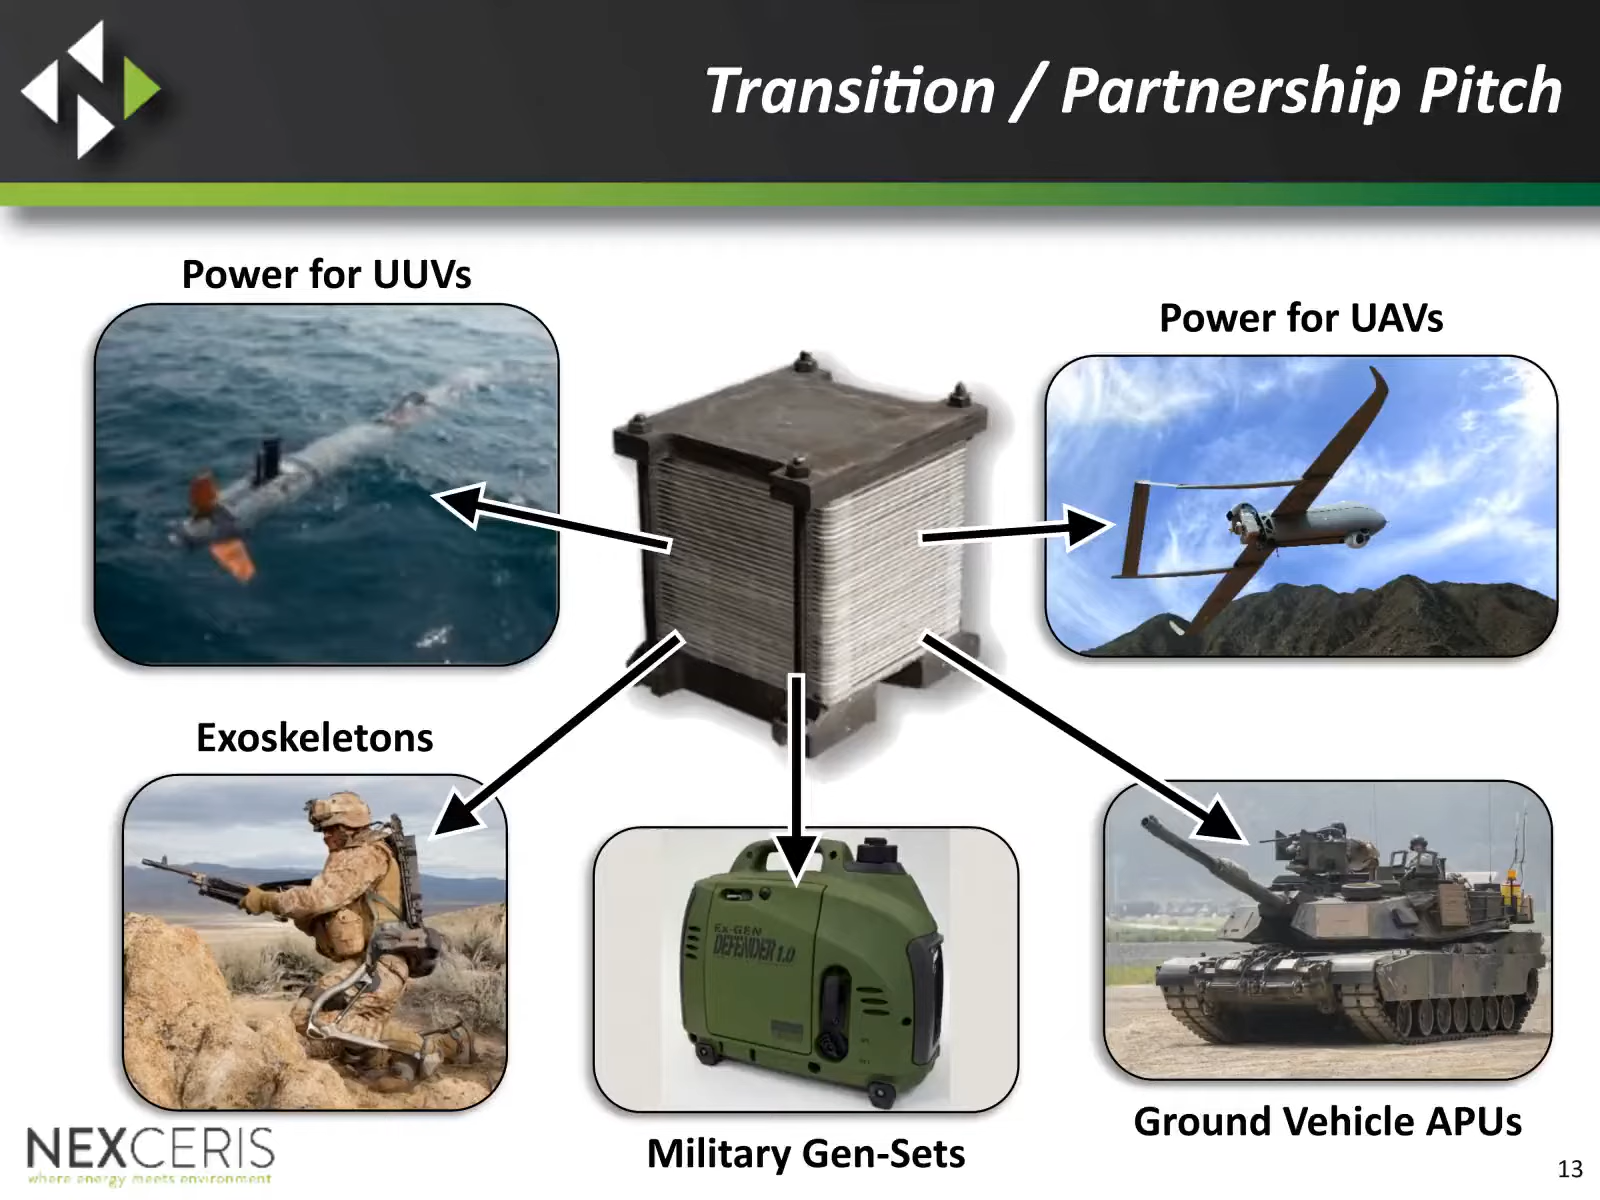 Transition / Partnership Pitch
Power for UUVs
Power for UAVs
Exoskeletons
Ex-GEN
DEFENDER 1.0
Military Gen-Sets
Ground Vehicle APUs
NEXCERIS
where energy meets environment
13